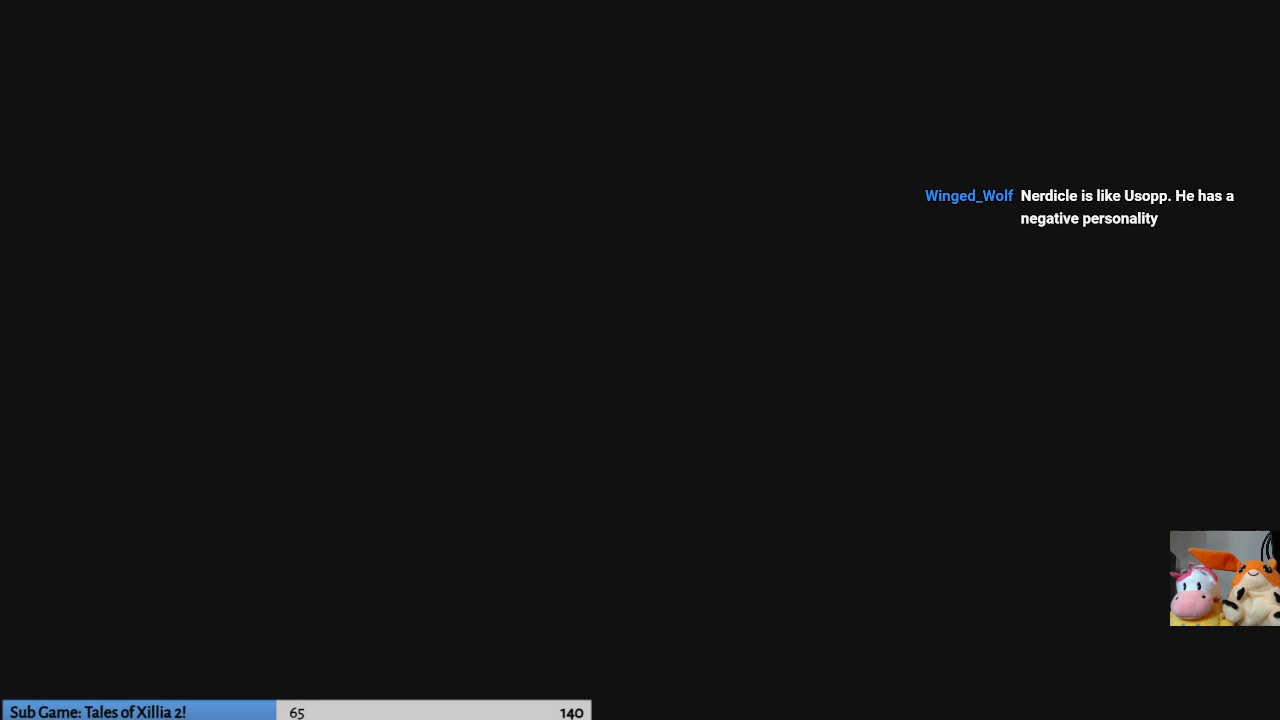 Winged_Wolf Nerdicle is like Usopp. He has a
negative personality
Sub Game: Tales of Xillia 2! 65 140